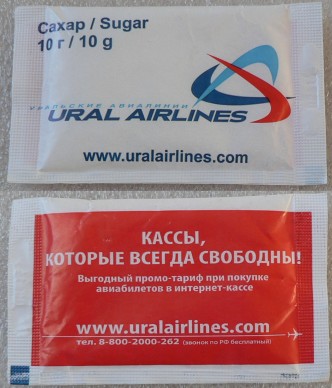 Сахар / Sugar
10 г / 10 g
УРАЛЬСКИЕ АВИАЛИНИИ
URAL AIRLINES
www.uralairlines.com
КАССЫ,
КОТОРЫЕ ВСЕГДА СВОБОДНЫ!
Выгодный промо-тариф при покупке
авиабилетов в интернет-кассе
www.uralairlines.com
тел. 8-800-2000-262 (звонок по РФ бесплатный)